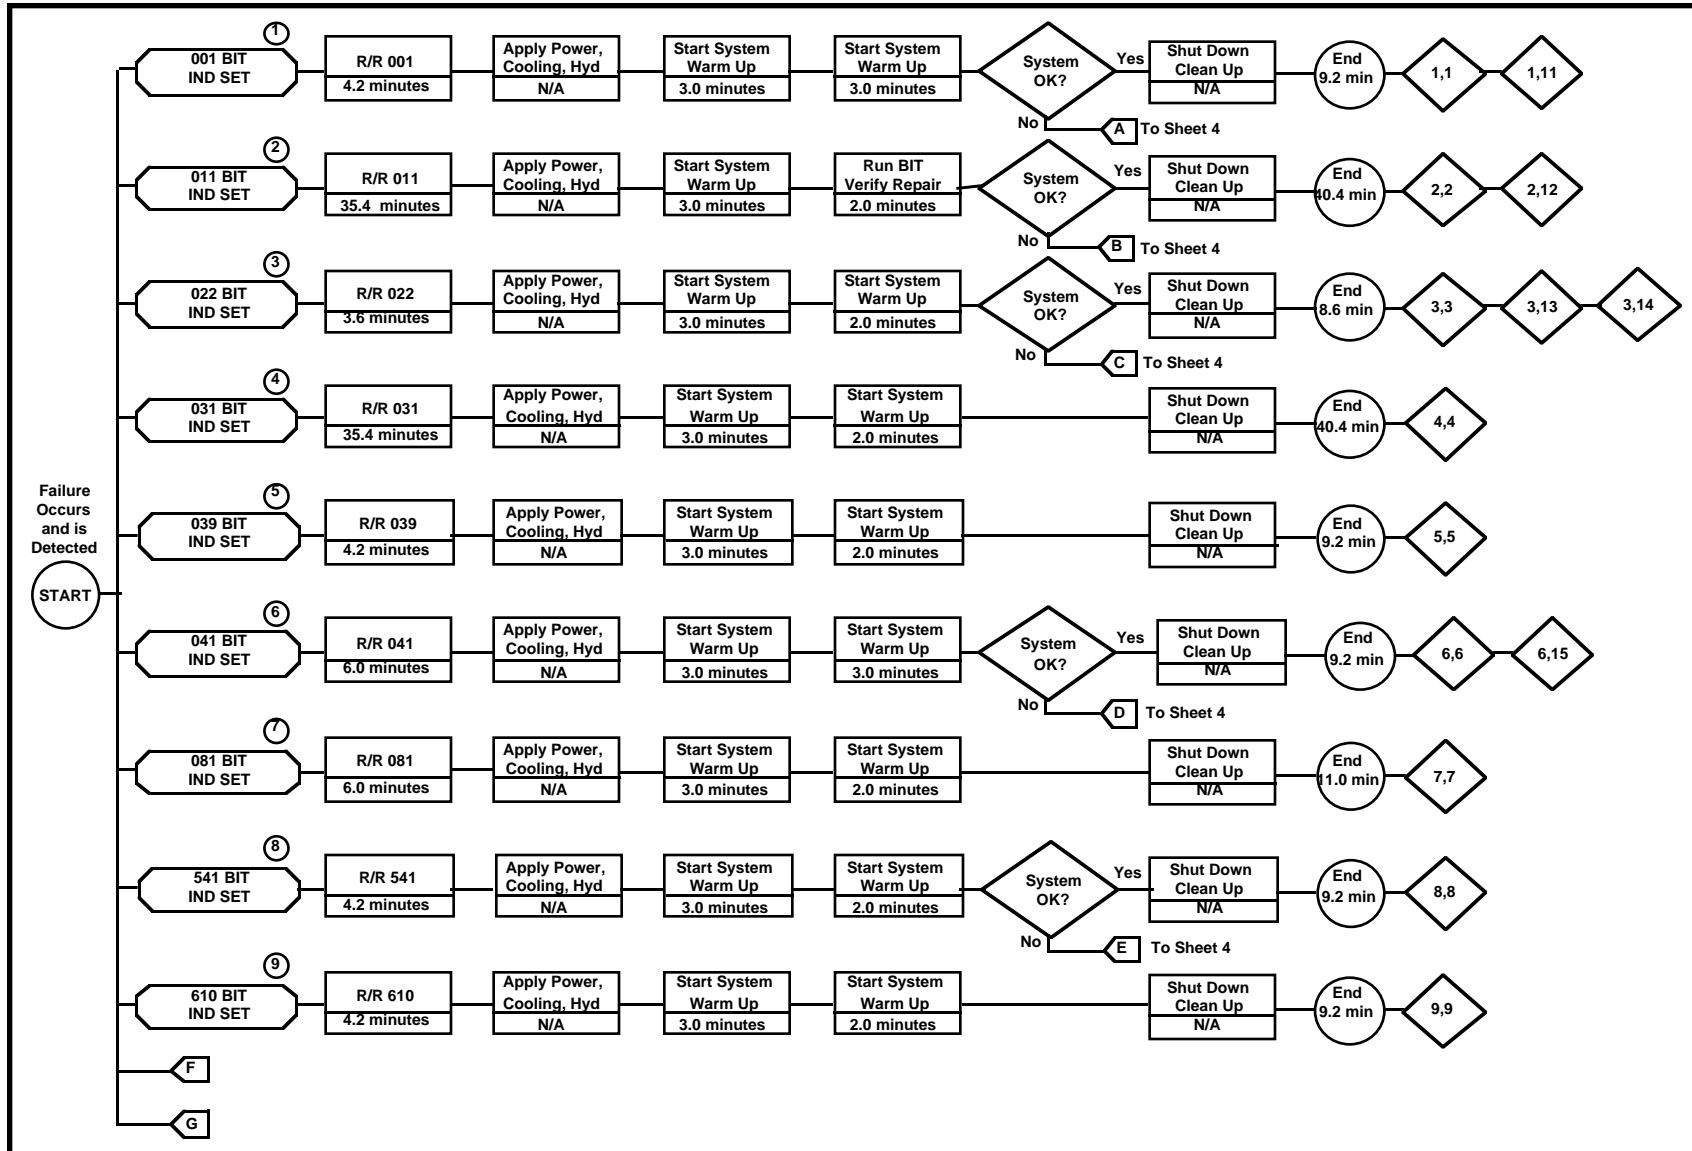 1
001 BIT
IND SET
R/R 001
4.2 minutes
Apply Power,
Cooling, Hyd
N/A
Start System
Warm Up
3.0 minutes
Start System
Warm Up
3.0 minutes
System
OK?
Yes
Shut Down
Clean Up
N/A
End
9.2 min
1,1
1,11
No
A
To Sheet 4
2
011 BIT
IND SET
R/R 011
35.4 minutes
Apply Power,
Cooling, Hyd
N/A
Start System
Warm Up
3.0 minutes
Run BIT
Verify Repair
2.0 minutes
System
OK?
Yes
Shut Down
Clean Up
N/A
End
40.4 min
2,2
2,12
No
B
To Sheet 4
3
022 BIT
IND SET
R/R 022
3.6 minutes
Apply Power,
Cooling, Hyd
N/A
Start System
Warm Up
3.0 minutes
Start System
Warm Up
2.0 minutes
System
OK?
Yes
Shut Down
Clean Up
N/A
End
8.6 min
3,3
3,13
3,14
No
C
To Sheet 4
4
031 BIT
IND SET
R/R 031
35.4 minutes
Apply Power,
Cooling, Hyd
N/A
Start System
Warm Up
3.0 minutes
Start System
Warm Up
2.0 minutes
Shut Down
Clean Up
N/A
End
40.4 min
4,4
Failure
Occurs
and is
Detected
START
5
039 BIT
IND SET
R/R 039
4.2 minutes
Apply Power,
Cooling, Hyd
N/A
Start System
Warm Up
3.0 minutes
Start System
Warm Up
2.0 minutes
Shut Down
Clean Up
N/A
End
9.2 min
5,5
6
041 BIT
IND SET
R/R 041
6.0 minutes
Apply Power,
Cooling, Hyd
N/A
Start System
Warm Up
3.0 minutes
Start System
Warm Up
3.0 minutes
System
OK?
Yes
Shut Down
Clean Up
N/A
End
9.2 min
6,6
6,15
No
D
To Sheet 4
7
081 BIT
IND SET
R/R 081
6.0 minutes
Apply Power,
Cooling, Hyd
N/A
Start System
Warm Up
3.0 minutes
Start System
Warm Up
2.0 minutes
Shut Down
Clean Up
N/A
End
11.0 min
7,7
8
541 BIT
IND SET
R/R 541
4.2 minutes
Apply Power,
Cooling, Hyd
N/A
Start System
Warm Up
3.0 minutes
Start System
Warm Up
2.0 minutes
System
OK?
Yes
Shut Down
Clean Up
N/A
End
9.2 min
8,8
No
E
To Sheet 4
9
610 BIT
IND SET
R/R 610
4.2 minutes
Apply Power,
Cooling, Hyd
N/A
Start System
Warm Up
3.0 minutes
Start System
Warm Up
2.0 minutes
Shut Down
Clean Up
N/A
End
9.2 min
9,9
F
G